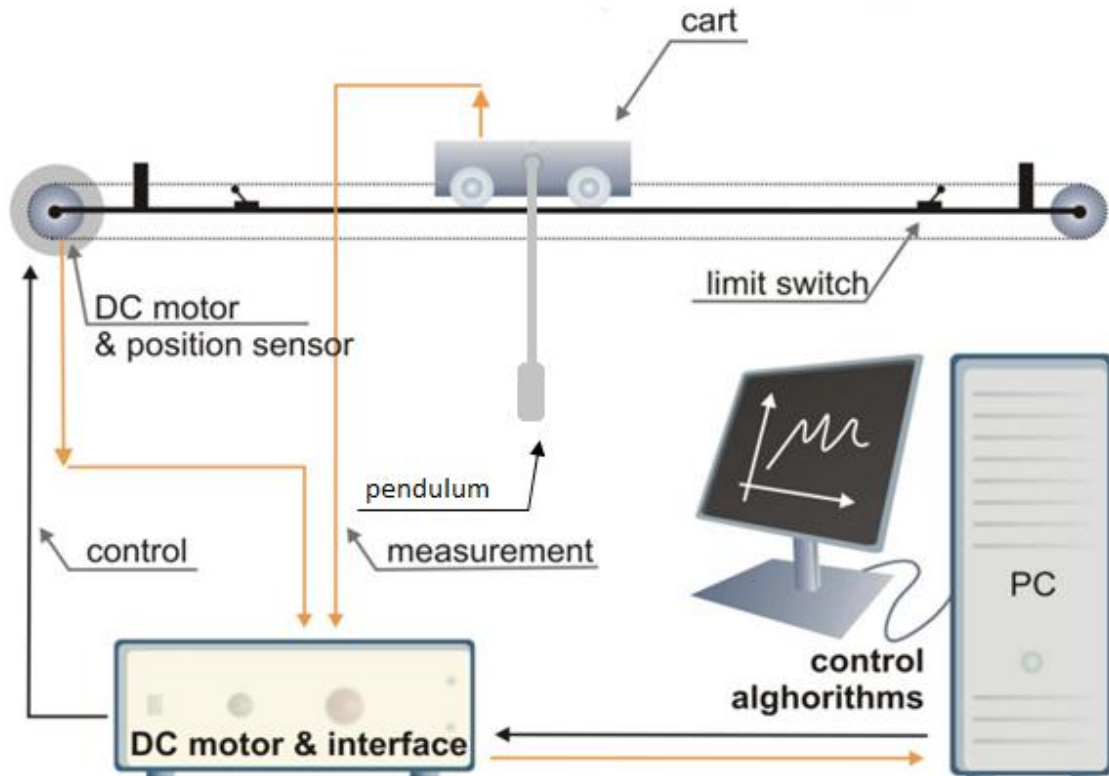 cart
limit switch
DC motor
& position sensor
pendulum
control
measurement
PC
control
alghorithms
DC motor & interface